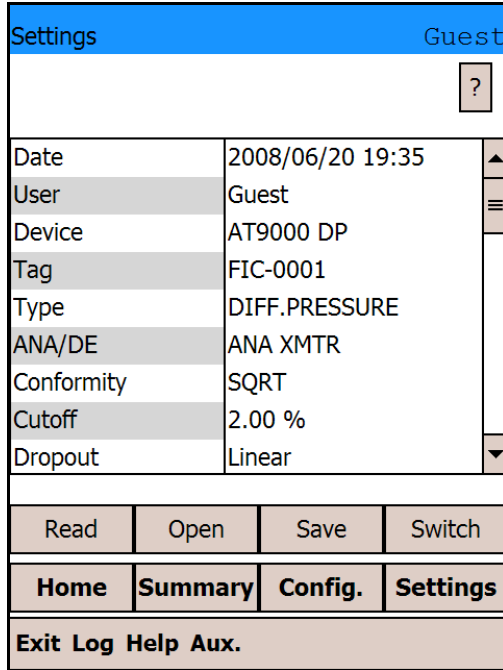 Settings Guest
?
Date 2008/06/20 19:35
User Guest
Device AT9000 DP
Tag FIC-0001
Type DIFF.PRESSURE
ANA/DE ANA XMTR
Conformity SQRT
Cutoff 2.00 %
Dropout Linear
Read Open Save Switch
Home Summary Config. Settings
Exit Log Help Aux.